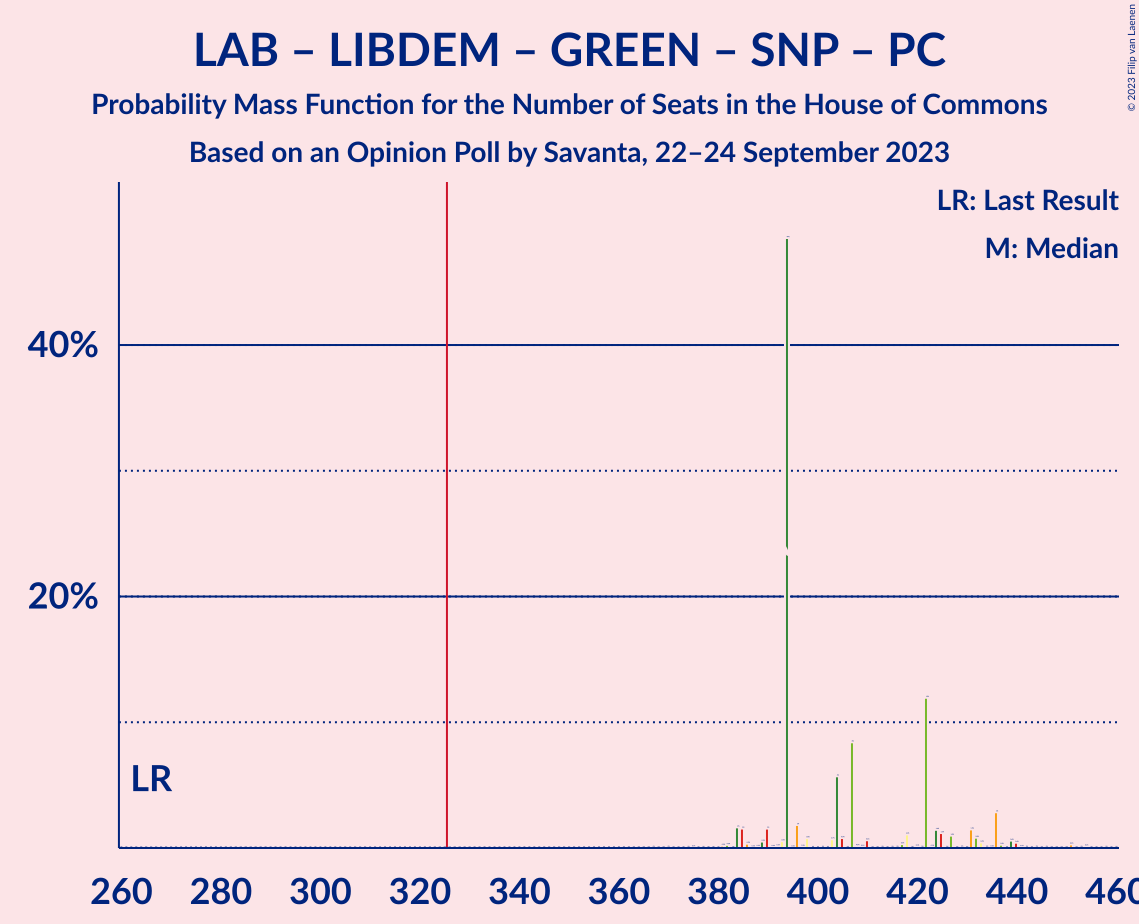 LAB – LIBDEM – GREEN – SNP – PC
Probability Mass Function for the Number of Seats in the House of Commons
Based on an Opinion Poll by Savanta, 22–24 September 2023
© 2023 Filip van Laenen
LR: Last Result
M: Median
40%
20%
LR
260 280 300 320 340 360 380 400 420 440 460